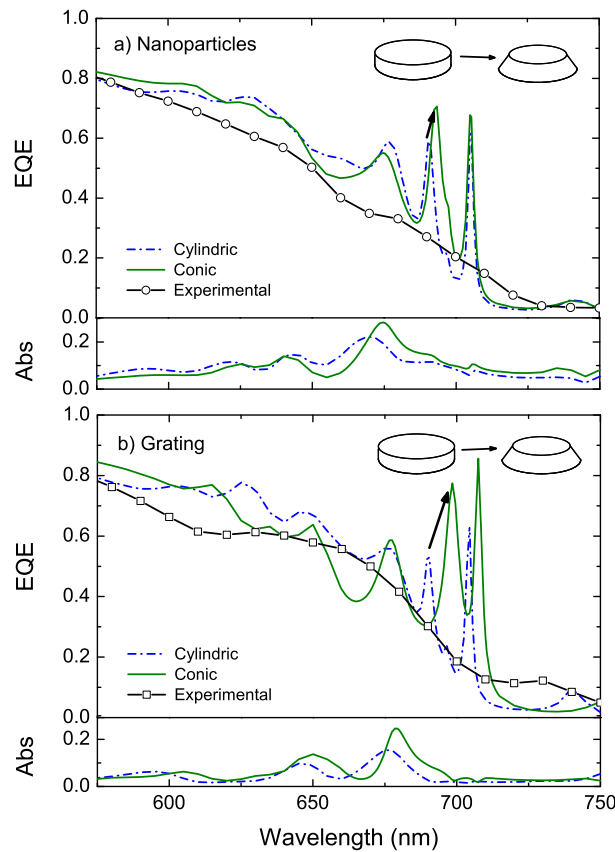 a) Nanoparticles
1.0
0.8
0.6
0.4
0.2
0.0
EQE
Cylindric
Conic
Experimental
0.2
0.0
Abs
b) Grating
1.0
0.8
0.6
0.4
0.2
0.0
EQE
Cylindric
Conic
Experimental
0.2
0.0
Abs
600 650 700 750
Wavelength (nm)